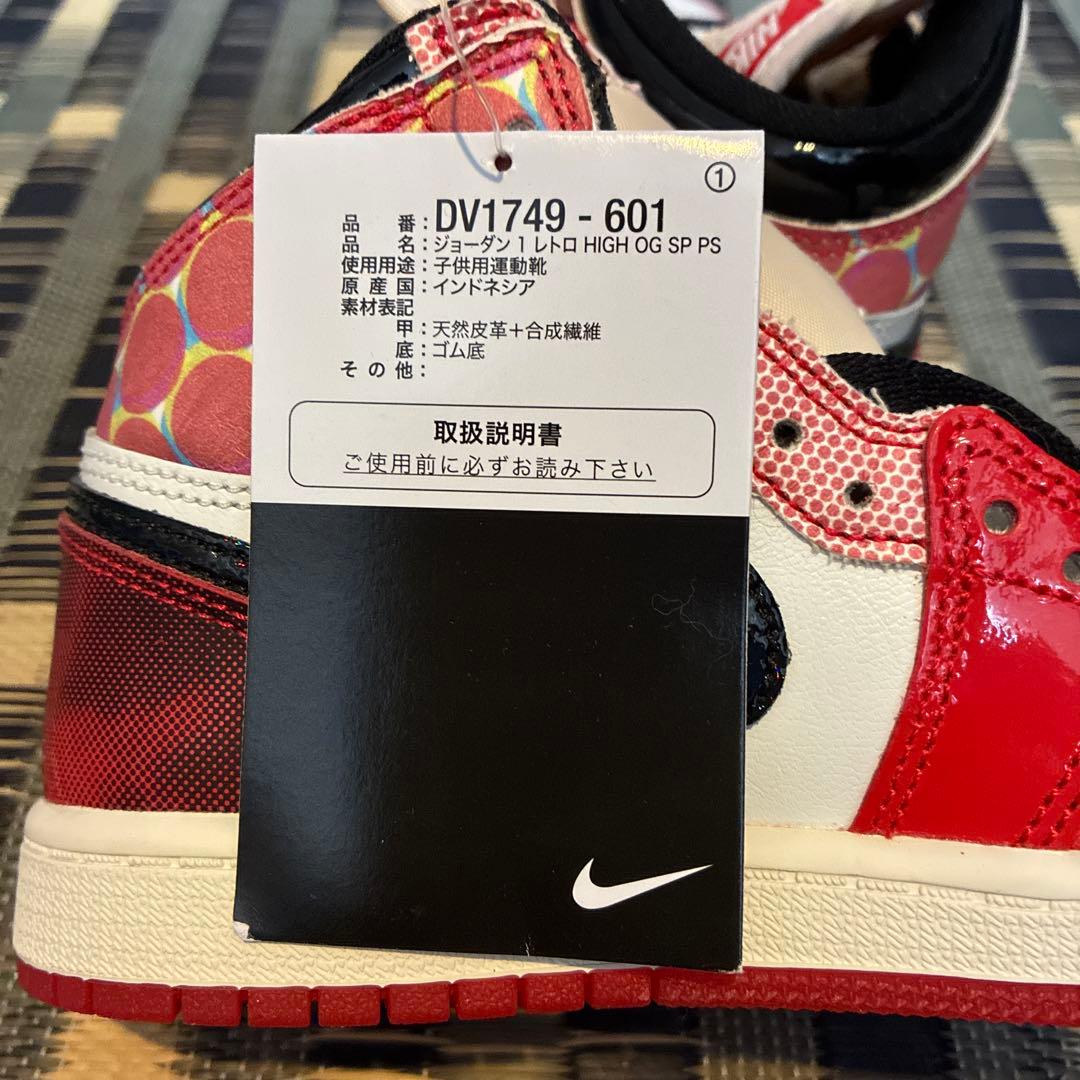 ①
品 番：DV1749 - 601
品 名：ジョーダン 1 レトロ HIGH OG SP PS
使用用途：子供用運動靴
原 産 国：インドネシア
素材表記
甲：天然皮革＋合成繊維
底：ゴム底
そ の 他：
取扱説明書
ご使用前に必ずお読み下さい